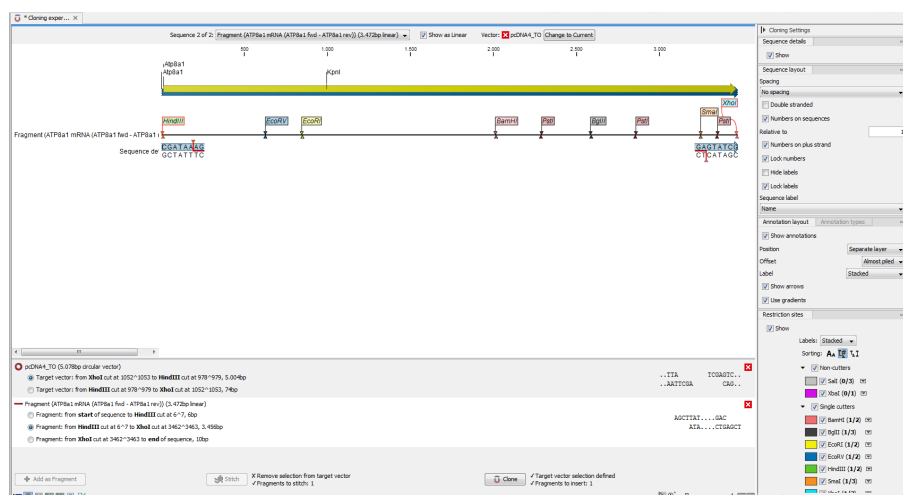 * Cloning exper... ×
Sequence 2 of 2: Fragment (ATP8a1 mRNA (ATP8a1 fwd - ATP8a1 rev)) (3.472bp linear) Show as Linear Vector: pcDNA4_TO Change to Current
500 1.000 1.500 2.000 2.500 3.000
Atp8a1
Atp8a1 KpnI
XhoI
SmaI
HindIII EcoRV EcoRI BamHI PstI BglII PstI PstI
Fragment (ATP8a1 mRNA (ATP8a1 fwd - ATP8a1 r
Sequence de CGATAAAG GAGTATCG
GCTATTTC CTCATAGC
pcDNA4_TO (5.078bp circular vector)
Target vector: from XhoI cut at 1052^1053 to HindIII cut at 978^979, 5.004bp ..TTA TCGAGTC..
Target vector: from HindIII cut at 978^979 to XhoI cut at 1052^1053, 74bp ..AATTCGA CAG..
Fragment (ATP8a1 mRNA (ATP8a1 fwd - ATP8a1 rev)) (3.472bp linear)
Fragment: from start of sequence to HindIII cut at 6^7, 6bp
Fragment: from HindIII cut at 6^7 to XhoI cut at 3462^3463, 3.456bp
Fragment: from XhoI cut at 3462^3463 to end of sequence, 10bp
AGCTTAT....GAC
ATA....CTGAGCT
Add as Fragment Stitch X Remove selection from target vector
✓Fragments to stitch: 1
Clone ✓Target vector selection defined
✓Fragments to insert: 1
Cloning Settings
Sequence details
Show
Sequence layout
Spacing
No spacing
Double stranded
Numbers on sequences
Relative to 1
Numbers on plus strand
Lock numbers
Hide labels
Lock labels
Sequence label
Name
Annotation layout Annotation types
Show annotations
Position Separate layer
Offset Almost piled
Label Stacked
Show arrows
Use gradients
Restriction sites
Show
Labels: Stacked
Sorting:
Non-cutters
SalI (0/3)
XbaI (0/1)
Single cutters
BamHI (1/2)
BglII (1/3)
EcoRI (1/2)
EcoRV (1/2)
HindIII (1/2)
SmaI (1/3)